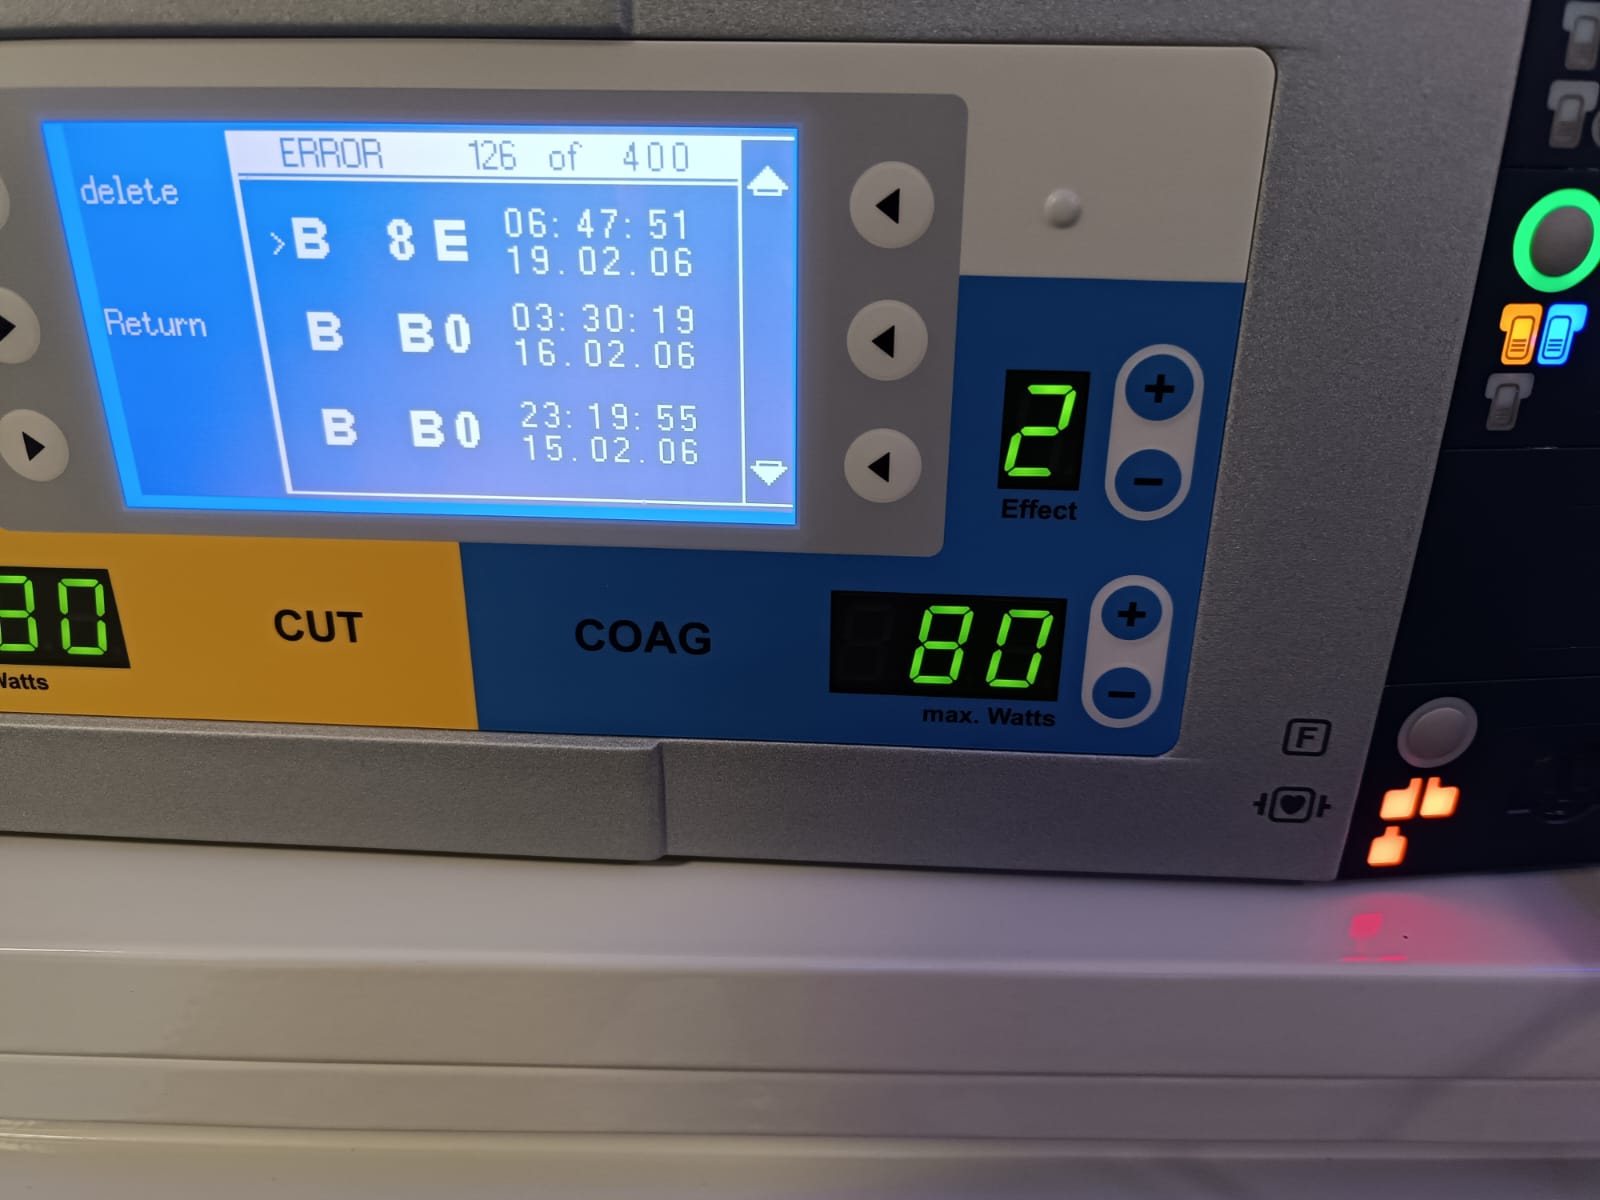 delete
Return
ERROR 126 of 400
>B 8E 06:47:51
19.02.06
B B0 03:30:19
16.02.06
B B0 23:19:55
15.02.06
2
+
-
Effect
30
CUT
COAG
80
+
-
Watts
max. Watts
F